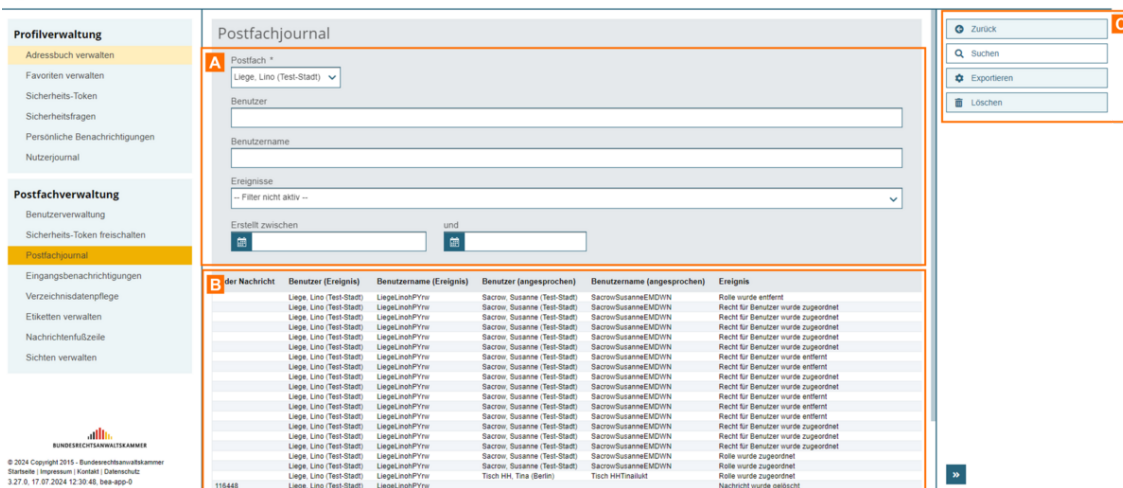 Profilverwaltung
Adressbuch verwalten
Favoriten verwalten
Sicherheits-Token
Sicherheitsfragen
Persönliche Benachrichtigungen
Nutzerjournal
Postfachverwaltung
Benutzerverwaltung
Sicherheits-Token freischalten
Postfachjournal
Eingangsbenachrichtigungen
Verzeichnisdatenpflege
Etiketten verwalten
Nachrichtenfußzeile
Sichten verwalten
BUNDESRECHTSANWALTSKAMMER
© 2024 Copyright 2015 - Bundesrechtsanwaltskammer
Startseite | Impressum | Kontakt | Datenschutz
3.27.0, 17.07.2024 12:30:48, bea-app-0
Postfachjournal
A
Postfach *
Liege, Lino (Test-Stadt)
Benutzer
Benutzername
Ereignisse
-- Filter nicht aktiv --
Erstellt zwischen und
B
der Nachricht Benutzer (Ereignis) Benutzername (Ereignis) Benutzer (angesprochen) Benutzername (angesprochen) Ereignis
Liege, Lino (Test-Stadt) LiegeLinohPYrw Sacrow, Susanne (Test-Stadt) SacrowSusanneEMDWN Rolle wurde entfernt
Liege, Lino (Test-Stadt) LiegeLinohPYrw Sacrow, Susanne (Test-Stadt) SacrowSusanneEMDWN Recht für Benutzer wurde zugeordnet
Liege, Lino (Test-Stadt) LiegeLinohPYrw Sacrow, Susanne (Test-Stadt) SacrowSusanneEMDWN Recht für Benutzer wurde zugeordnet
Liege, Lino (Test-Stadt) LiegeLinohPYrw Sacrow, Susanne (Test-Stadt) SacrowSusanneEMDWN Recht für Benutzer wurde zugeordnet
Liege, Lino (Test-Stadt) LiegeLinohPYrw Sacrow, Susanne (Test-Stadt) SacrowSusanneEMDWN Recht für Benutzer wurde zugeordnet
Liege, Lino (Test-Stadt) LiegeLinohPYrw Sacrow, Susanne (Test-Stadt) SacrowSusanneEMDWN Recht für Benutzer wurde zugeordnet
Liege, Lino (Test-Stadt) LiegeLinohPYrw Sacrow, Susanne (Test-Stadt) SacrowSusanneEMDWN Recht für Benutzer wurde entfernt
Liege, Lino (Test-Stadt) LiegeLinohPYrw Sacrow, Susanne (Test-Stadt) SacrowSusanneEMDWN Recht für Benutzer wurde entfernt
Liege, Lino (Test-Stadt) LiegeLinohPYrw Sacrow, Susanne (Test-Stadt) SacrowSusanneEMDWN Recht für Benutzer wurde zugeordnet
Liege, Lino (Test-Stadt) LiegeLinohPYrw Sacrow, Susanne (Test-Stadt) SacrowSusanneEMDWN Recht für Benutzer wurde zugeordnet
Liege, Lino (Test-Stadt) LiegeLinohPYrw Sacrow, Susanne (Test-Stadt) SacrowSusanneEMDWN Recht für Benutzer wurde entfernt
Liege, Lino (Test-Stadt) LiegeLinohPYrw Sacrow, Susanne (Test-Stadt) SacrowSusanneEMDWN Recht für Benutzer wurde entfernt
Liege, Lino (Test-Stadt) LiegeLinohPYrw Sacrow, Susanne (Test-Stadt) SacrowSusanneEMDWN Recht für Benutzer wurde entfernt
Liege, Lino (Test-Stadt) LiegeLinohPYrw Sacrow, Susanne (Test-Stadt) SacrowSusanneEMDWN Recht für Benutzer wurde zugeordnet
Liege, Lino (Test-Stadt) LiegeLinohPYrw Sacrow, Susanne (Test-Stadt) SacrowSusanneEMDWN Recht für Benutzer wurde zugeordnet
Liege, Lino (Test-Stadt) LiegeLinohPYrw Sacrow, Susanne (Test-Stadt) SacrowSusanneEMDWN Recht für Benutzer wurde zugeordnet
Liege, Lino (Test-Stadt) LiegeLinohPYrw Sacrow, Susanne (Test-Stadt) SacrowSusanneEMDWN Rolle wurde zugeordnet
Liege, Lino (Test-Stadt) LiegeLinohPYrw Sacrow, Susanne (Test-Stadt) SacrowSusanneEMDWN Rolle wurde zugeordnet
Liege, Lino (Test-Stadt) LiegeLinohPYrw Tisch HH, Tina (Berlin) Tisch HHTinaIlukt Rolle wurde zugeordnet
116448 Liege, Lino (Test-Stadt) LiegeLinohPYrw Nachricht wurde gelöscht
C
Zurück
Suchen
Exportieren
Löschen